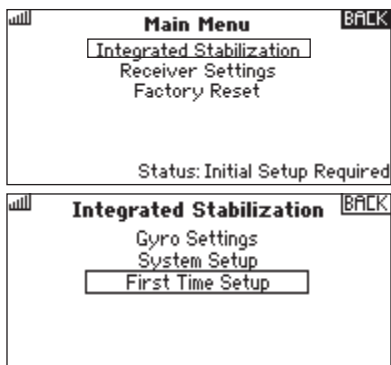 Main Menu BACK
Integrated Stabilization
Receiver Settings
Factory Reset
Status: Initial Setup Required
Integrated Stabilization BACK
Gyro Settings
System Setup
First Time Setup